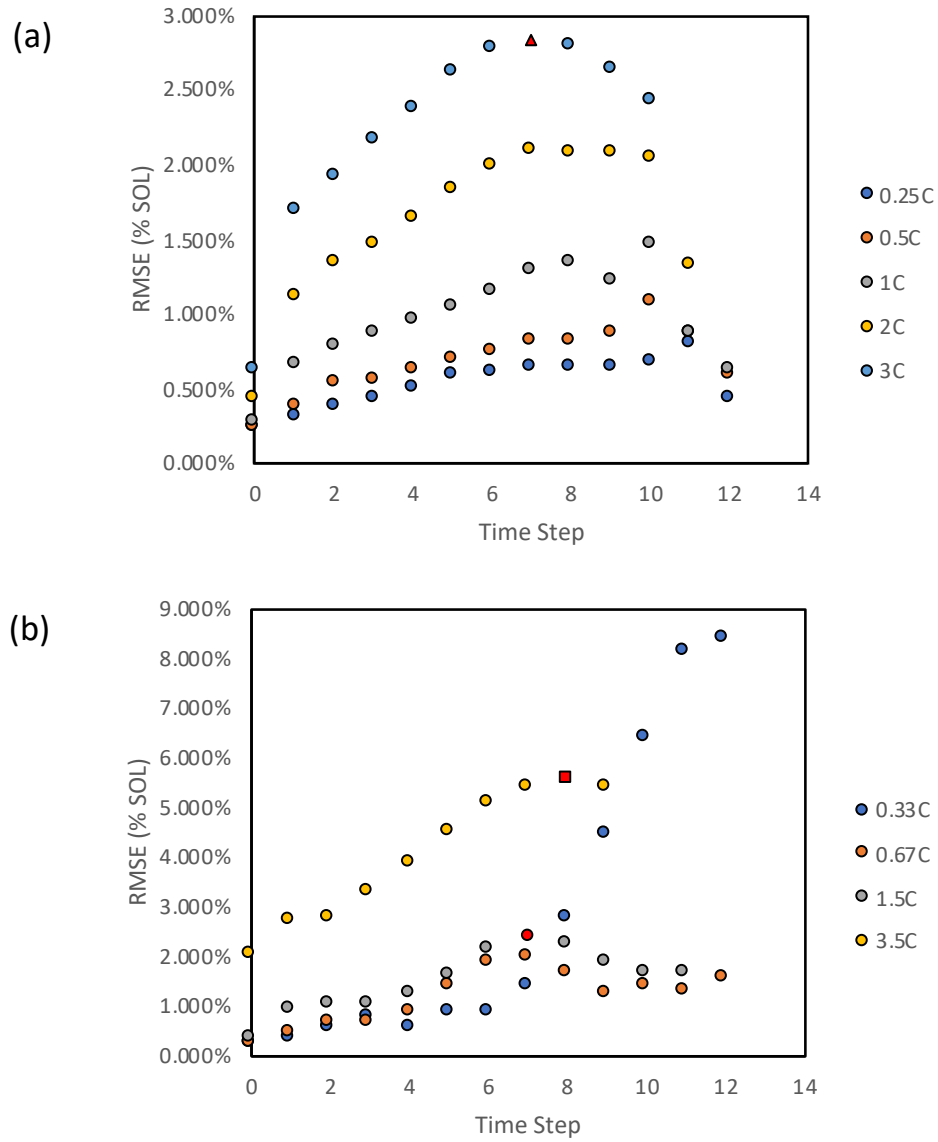 (a)
3.000%
2.500%
2.000%
1.500%
1.000%
0.500%
0.000%
RMSE (% SOL)
0 2 4 6 8 10 12 14
Time Step
0.25C
0.5C
1C
2C
3C
(b)
9.000%
8.000%
7.000%
6.000%
5.000%
4.000%
3.000%
2.000%
1.000%
0.000%
RMSE (% SOL)
0 2 4 6 8 10 12 14
Time Step
0.33C
0.67C
1.5C
3.5C